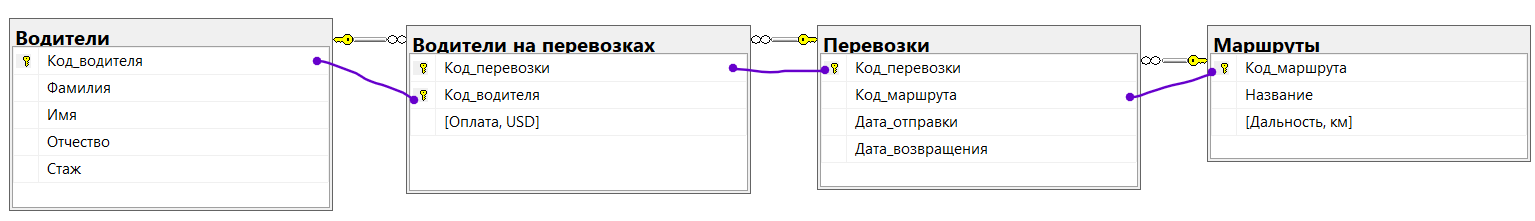 Водители
Код_водителя
Фамилия
Имя
Отчество
Стаж
Водители на перевозках
Код_перевозки
Код_водителя
[Оплата, USD]
Перевозки
Код_перевозки
Код_маршрута
Дата_отправки
Дата_возвращения
Маршруты
Код_маршрута
Название
[Дальность, км]